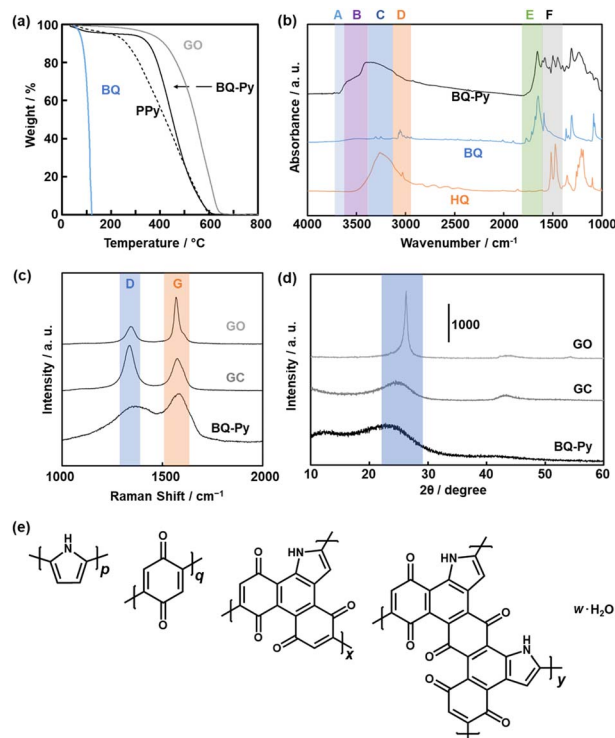 (a)
100
80
60
40
20
0
Weight / %
GO
BQ
PPy
BQ-Py
0 200 400 600 800
Temperature / °C
(b)
A B C D E F
Absorbance / a. u.
BQ-Py
BQ
HQ
4000 3500 3000 2500 2000 1500 1000
Wavenumber / cm⁻¹
(c)
D G
Intensity / a. u.
GO
GC
BQ-Py
1000 1500 2000
Raman Shift / cm⁻¹
(d)
1000
Intensity / a. u.
GO
GC
BQ-Py
10 20 30 40 50 60
2θ / degree
(e)
H
N
p
O
O
q
O
HN
O
O
O
x
O
HN
O
O
O
H
N
O
O
y
w·H₂O